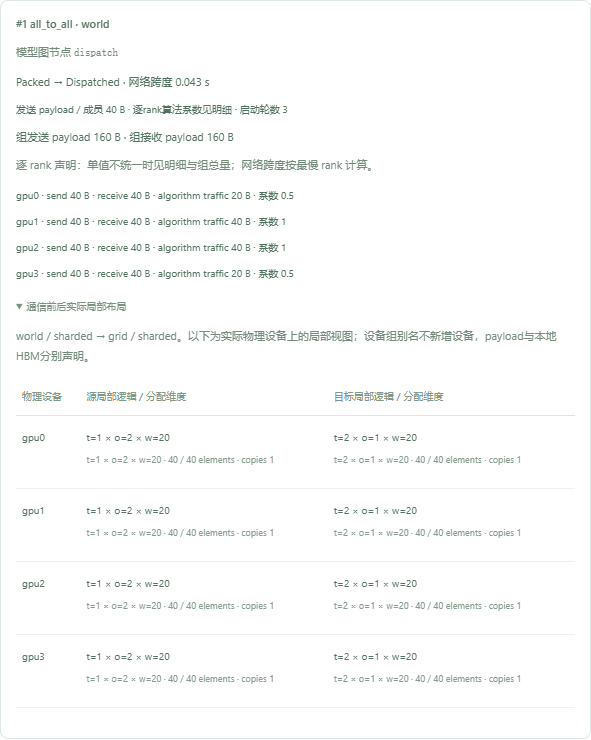 #1 all_to_all · world
模型图节点 dispatch
Packed → Dispatched · 网络跨度 0.043 s
发送 payload / 成员 40 B · 逐rank算法系数见明细 · 启动轮数 3
组发送 payload 160 B · 组接收 payload 160 B
逐 rank 声明：单值不统一时见明细与组总量；网络跨度按最慢 rank 计算。
gpu0 · send 40 B · receive 40 B · algorithm traffic 20 B · 系数 0.5
gpu1 · send 40 B · receive 40 B · algorithm traffic 40 B · 系数 1
gpu2 · send 40 B · receive 40 B · algorithm traffic 40 B · 系数 1
gpu3 · send 40 B · receive 40 B · algorithm traffic 20 B · 系数 0.5
▼ 通信前后实际局部布局
world / sharded → grid / sharded。以下为实际物理设备上的局部视图；设备组别名不新增设备，payload与本地
HBM分别声明。
物理设备 源局部逻辑 / 分配维度 目标局部逻辑 / 分配维度
gpu0 t=1 × o=2 × w=20 t=2 × o=1 × w=20
t=1 × o=2 × w=20 · 40 / 40 elements · copies 1 t=2 × o=1 × w=20 · 40 / 40 elements · copies 1
gpu1 t=1 × o=2 × w=20 t=2 × o=1 × w=20
t=1 × o=2 × w=20 · 40 / 40 elements · copies 1 t=2 × o=1 × w=20 · 40 / 40 elements · copies 1
gpu2 t=1 × o=2 × w=20 t=2 × o=1 × w=20
t=1 × o=2 × w=20 · 40 / 40 elements · copies 1 t=2 × o=1 × w=20 · 40 / 40 elements · copies 1
gpu3 t=1 × o=2 × w=20 t=2 × o=1 × w=20
t=1 × o=2 × w=20 · 40 / 40 elements · copies 1 t=2 × o=1 × w=20 · 40 / 40 elements · copies 1